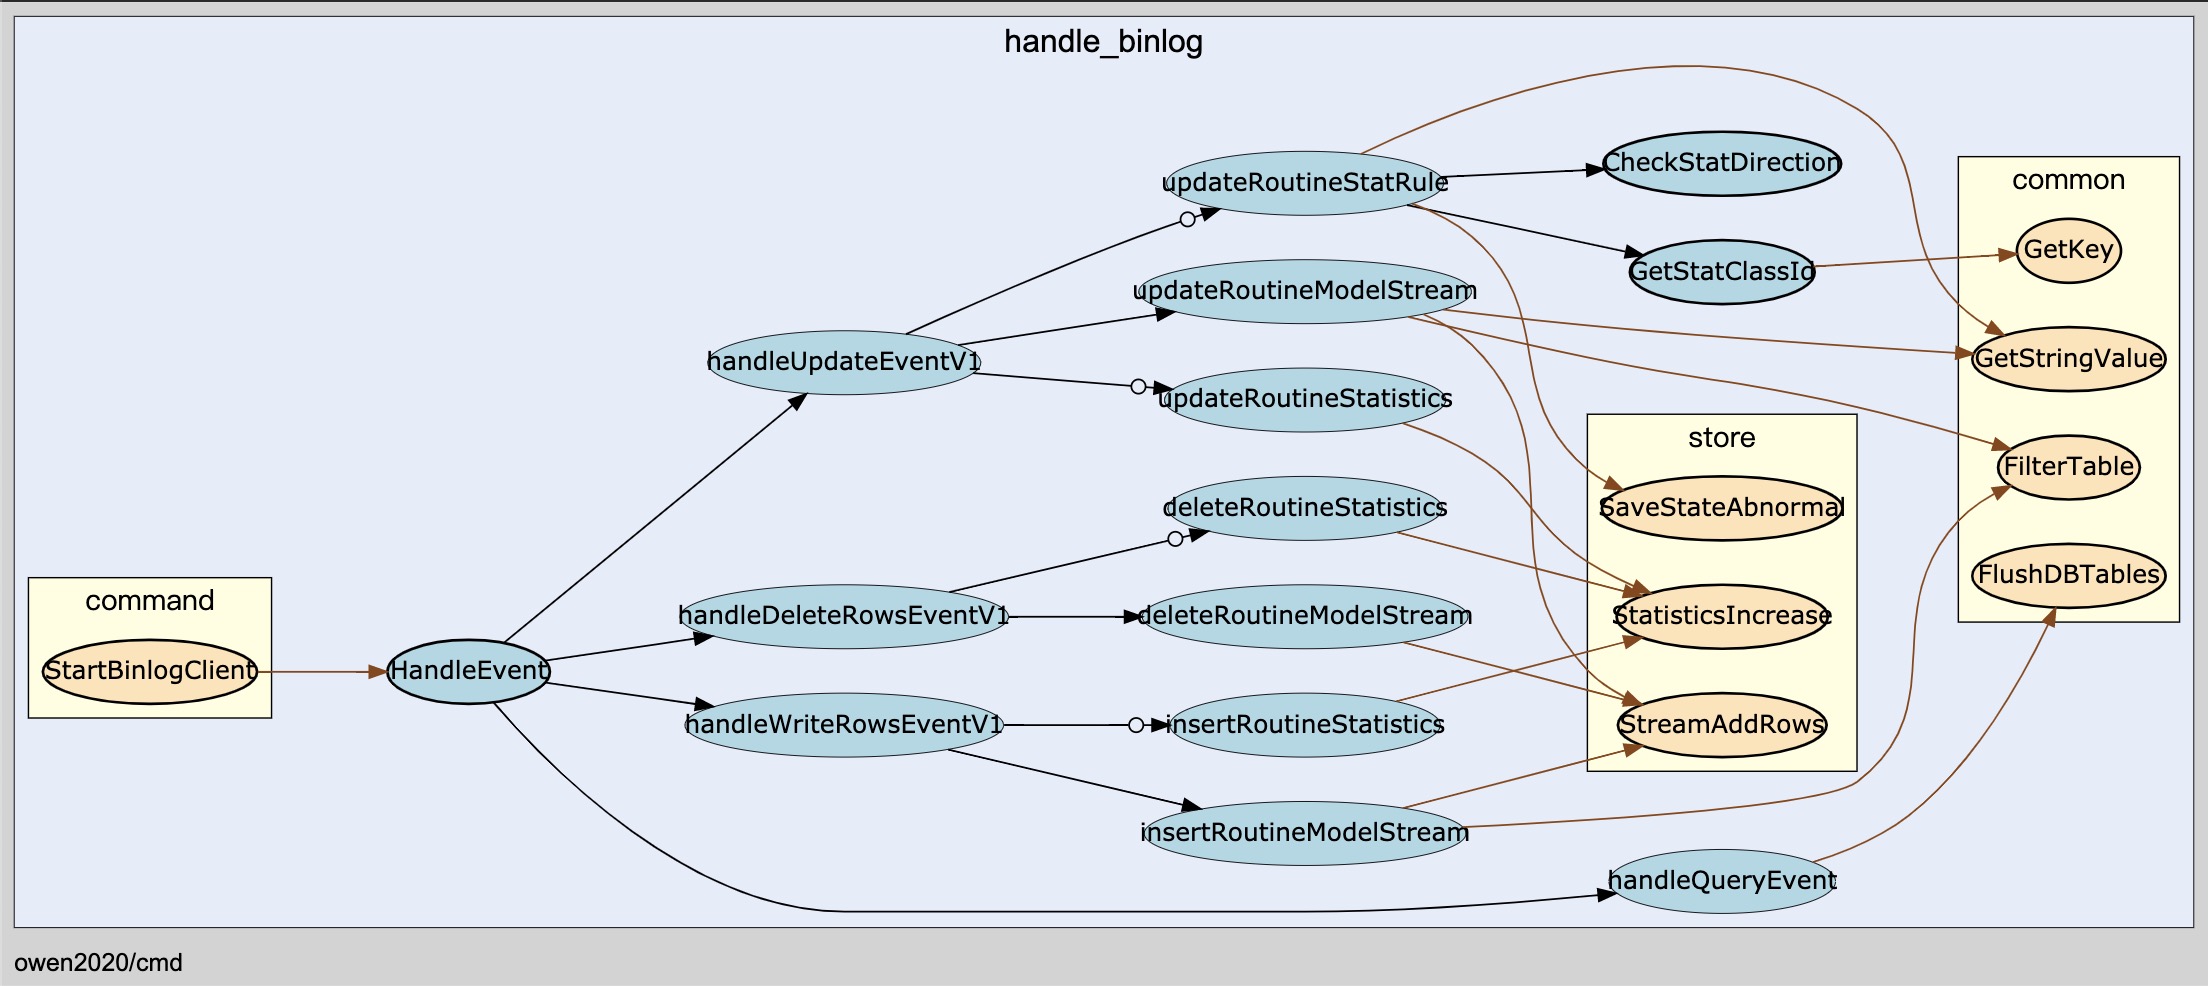 handle_binlog
updateRoutineStatRule
CheckStatDirection
common
GetKey
GetStatClassId
updateRoutineModelStream
handleUpdateEventV1
GetStringValue
updateRoutineStatistics
store
FilterTable
deleteRoutineStatistics
SaveStateAbnormal
FlushDBTables
command
handleDeleteRowsEventV1
deleteRoutineModelStream
StatisticsIncrease
StartBinlogClient
HandleEvent
handleWriteRowsEventV1
insertRoutineStatistics
StreamAddRows
insertRoutineModelStream
handleQueryEvent
owen2020/cmd